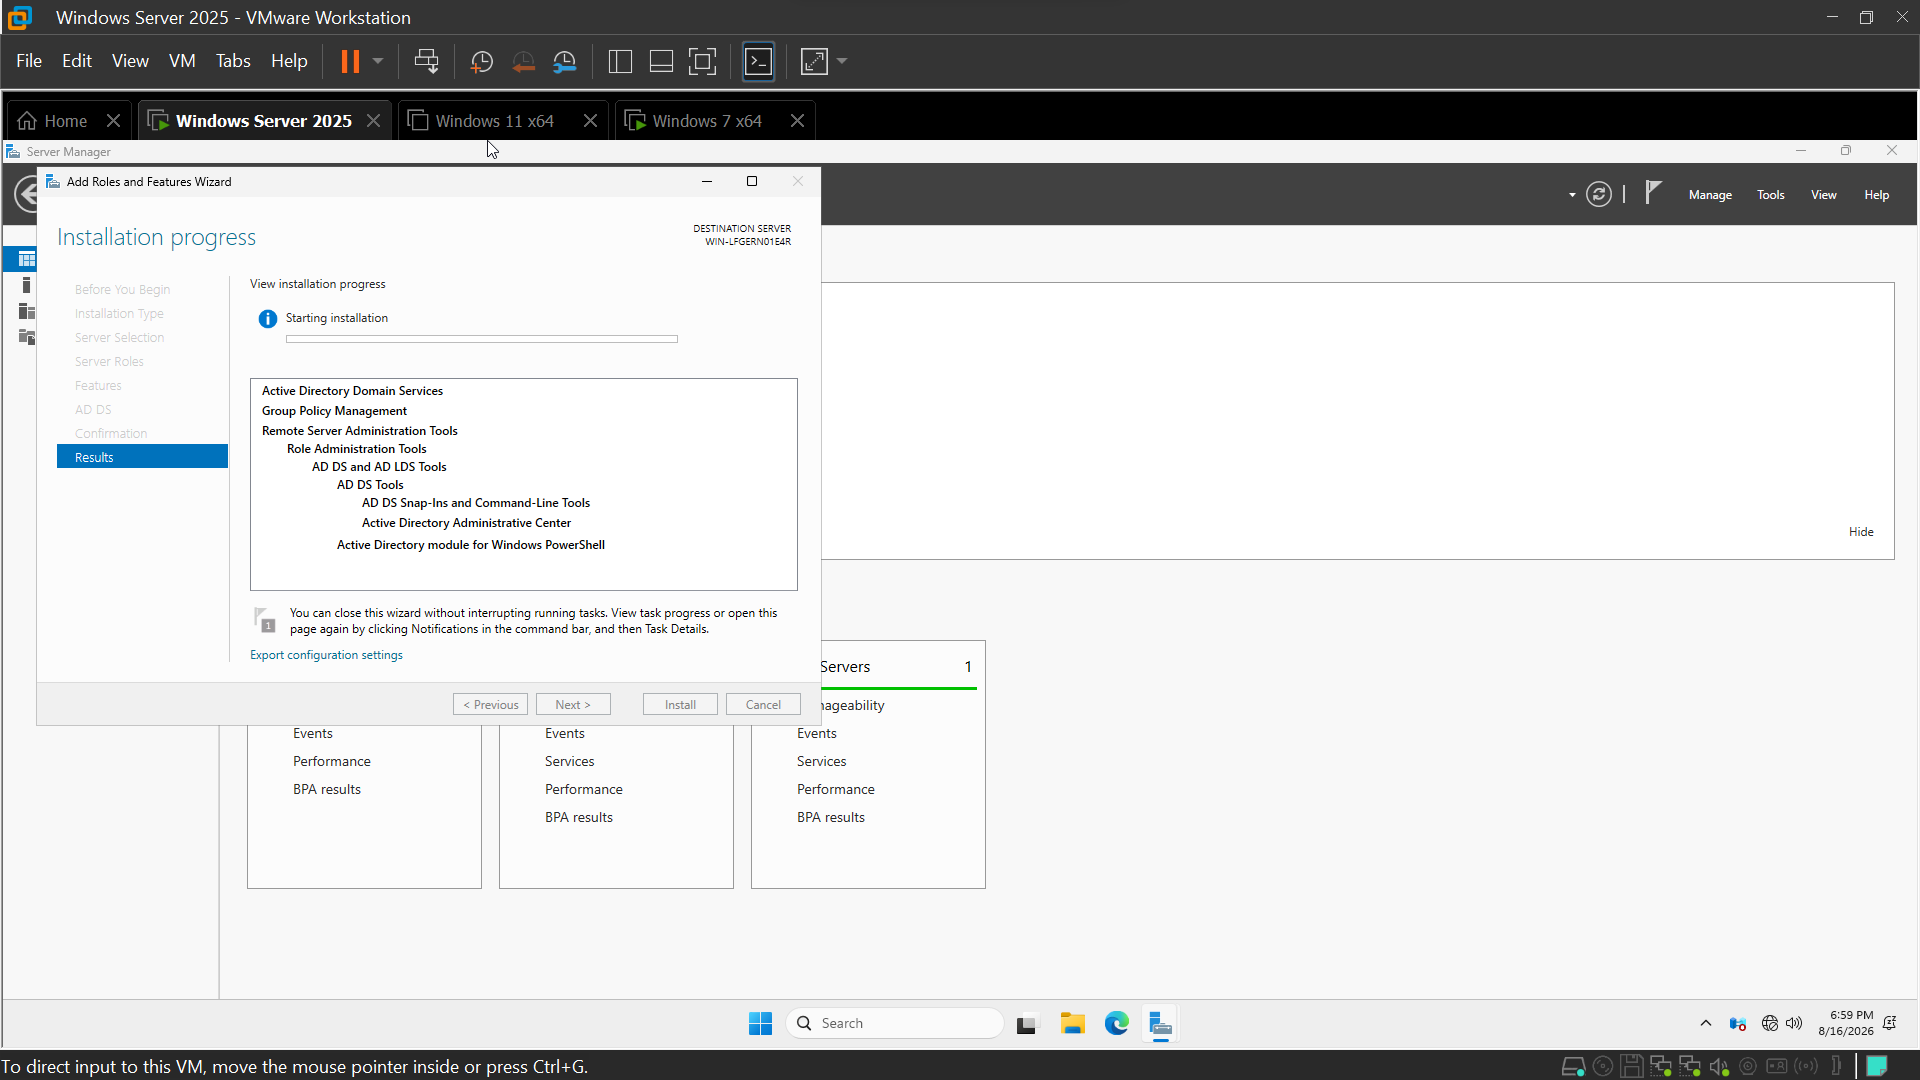 Windows Server 2025 - VMware Workstation
File Edit View VM Tabs Help
Home Windows Server 2025 Windows 11 x64 Windows 7 x64
Server Manager
Add Roles and Features Wizard
Manage Tools View Help
Installation progress
DESTINATION SERVER
WIN-LFGERN01E4R
Before You Begin
Installation Type
Server Selection
Server Roles
Features
AD DS
Confirmation
Results
View installation progress
Starting installation
Active Directory Domain Services
Group Policy Management
Remote Server Administration Tools
Role Administration Tools
AD DS and AD LDS Tools
AD DS Tools
AD DS Snap-Ins and Command-Line Tools
Active Directory Administrative Center
Active Directory module for Windows PowerShell
1 You can close this wizard without interrupting running tasks. View task progress or open this
page again by clicking Notifications in the command bar, and then Task Details.
Export configuration settings
< Previous Next > Install Cancel
Hide
Servers 1
nageability
Events
Performance
BPA results
Events
Services
Performance
BPA results
Events
Services
Performance
BPA results
Search
6:59 PM
8/16/2026
To direct input to this VM, move the mouse pointer inside or press Ctrl+G.